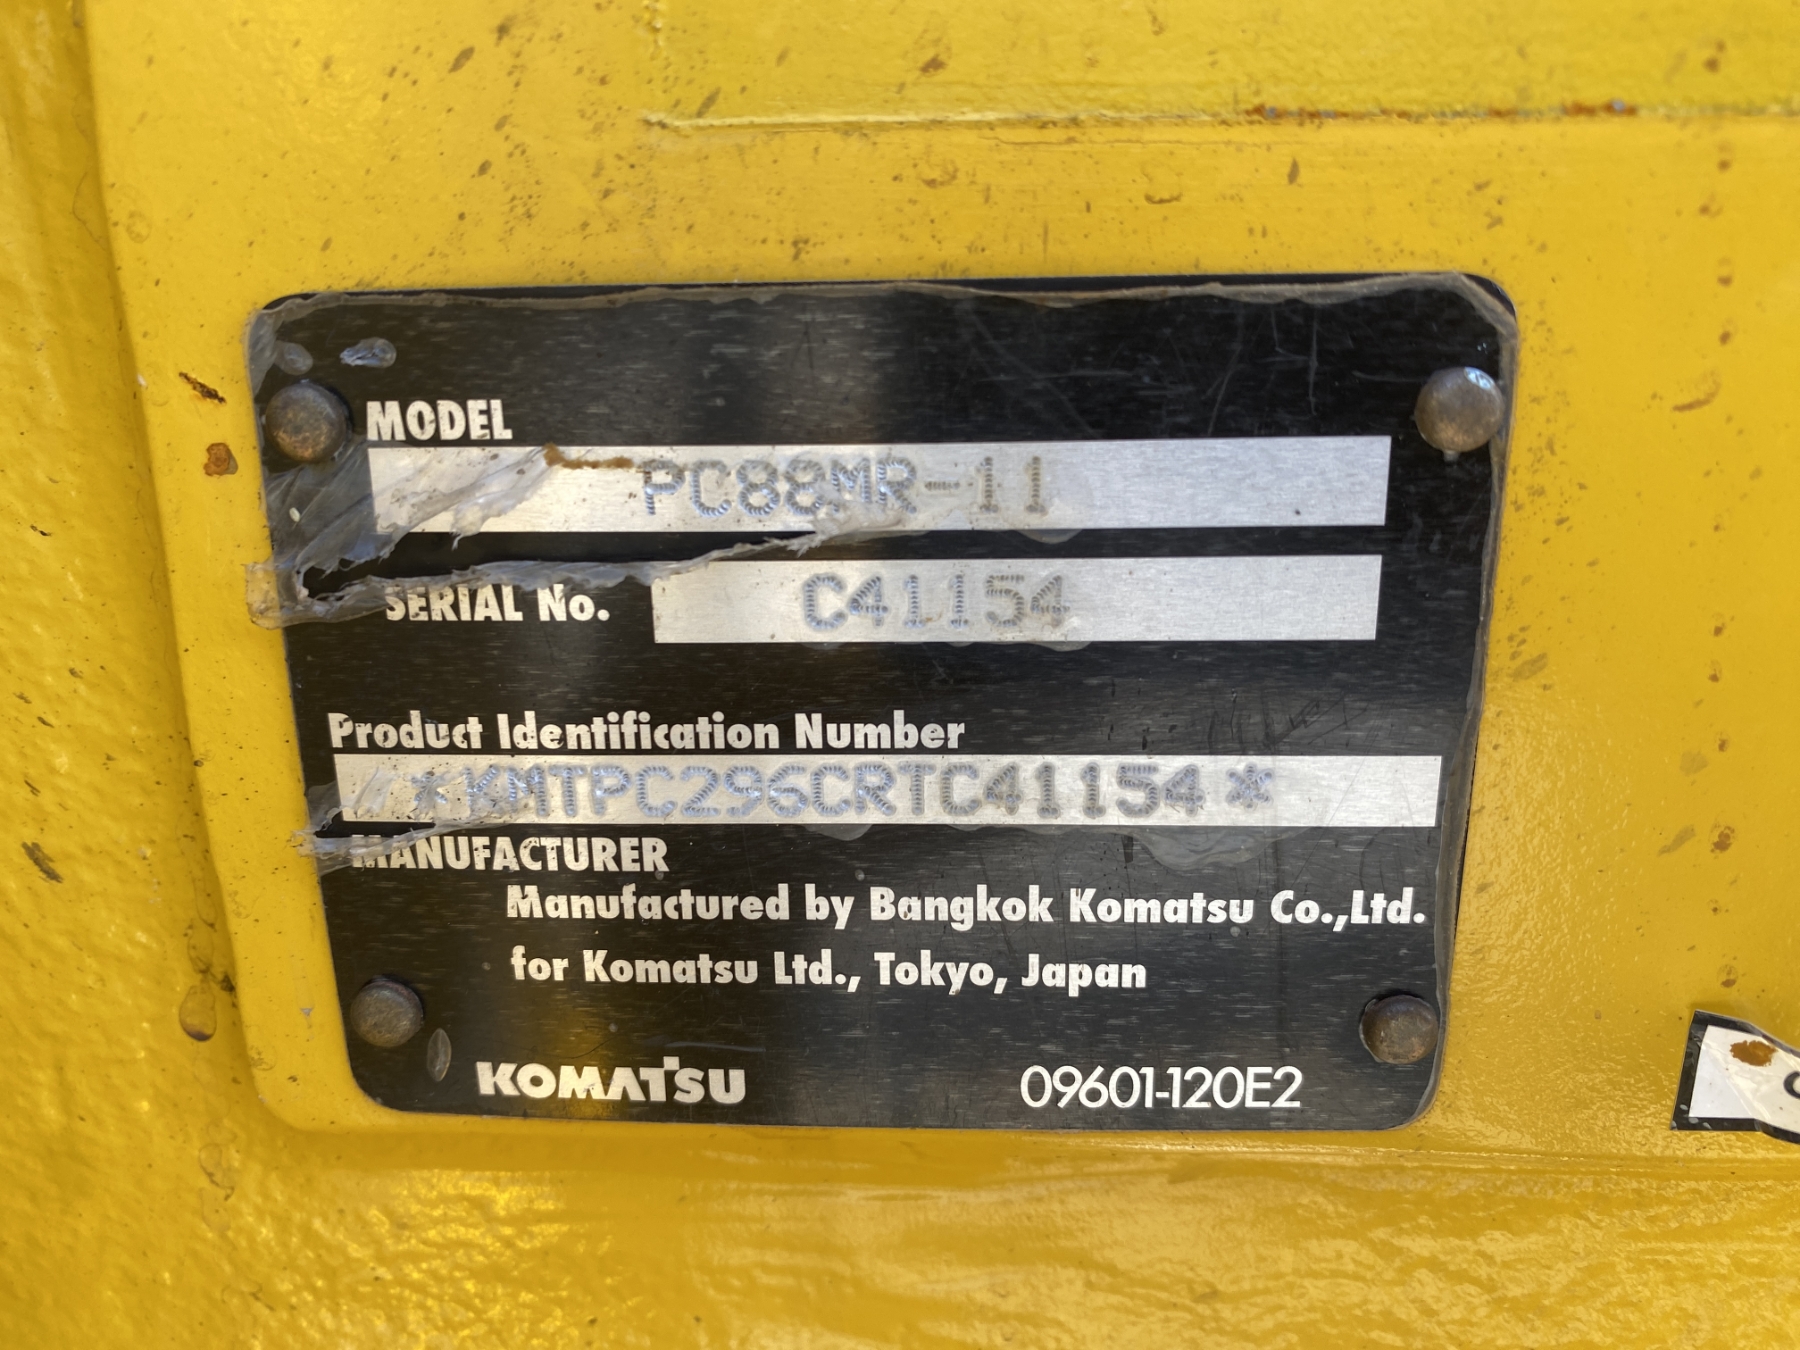 MODEL
PC88MR-11
SERIAL No. C41154
Product Identification Number
*KMTPC296CRTC41154*
MANUFACTURER
Manufactured by Bangkok Komatsu Co.,Ltd.
for Komatsu Ltd., Tokyo, Japan
KOMATSU 09601-120E2